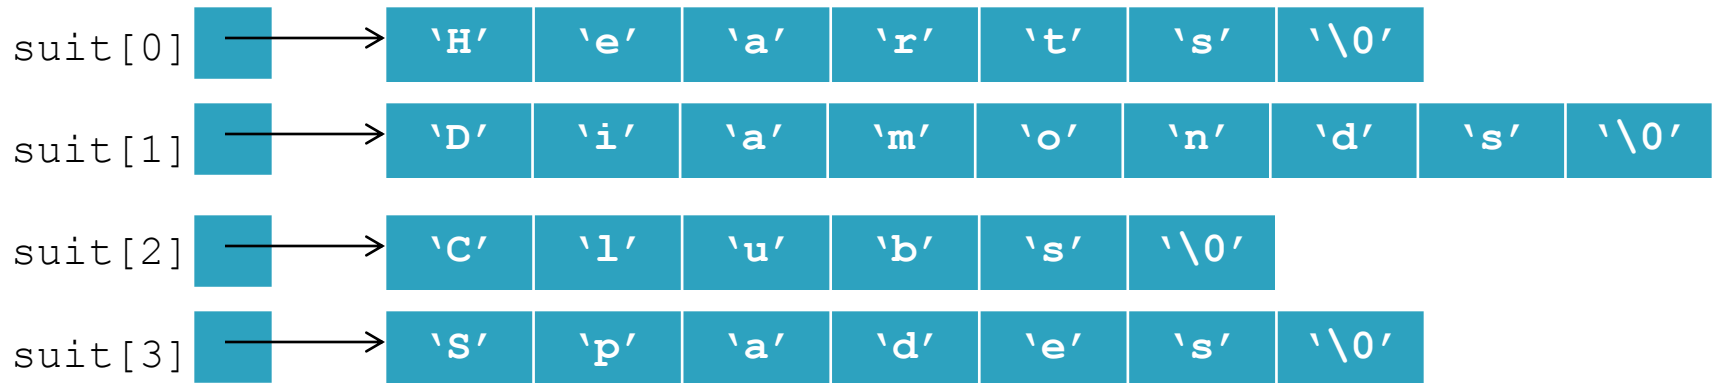 suit[0] ‘H’ ‘e’ ‘a’ ‘r’ ‘t’ ‘s’ ‘\0’
suit[1] ‘D’ ‘i’ ‘a’ ‘m’ ‘o’ ‘n’ ‘d’ ‘s’ ‘\0’
suit[2] ‘C’ ‘l’ ‘u’ ‘b’ ‘s’ ‘\0’
suit[3] ‘S’ ‘p’ ‘a’ ‘d’ ‘e’ ‘s’ ‘\0’